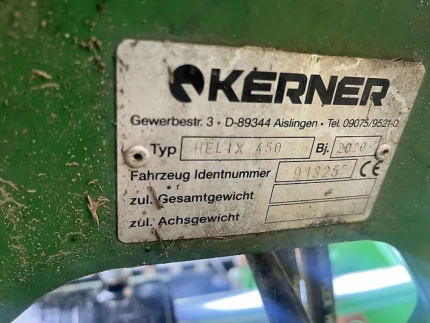 KERNER
Gewerbestr. 3 • D-89344 Aislingen • Tel. 09075/9521-0
Typ HELIX 450 Bj. 2020
Fahrzeug Identnummer CE
zul. Gesamtgewicht
zul. Achsgewicht